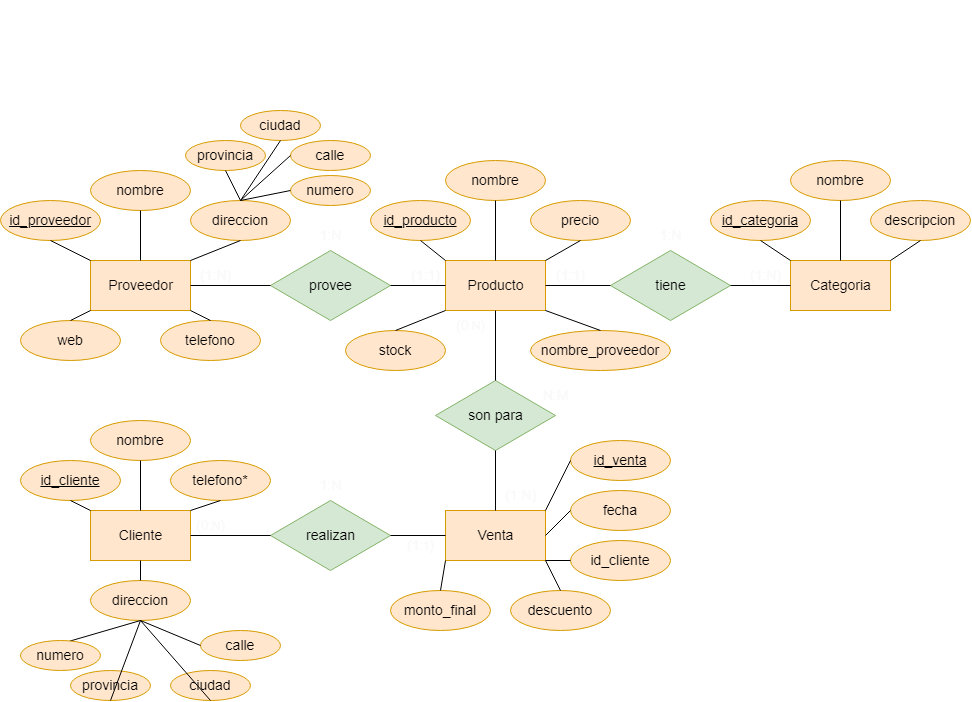 ciudad
provincia
calle
nombre
numero
nombre
nombre
id_proveedor
direccion
id_producto
precio
id_categoria
descripcion
1:N
1:N
(1:N)
(1:1)
(1:1)
(1:N)
Proveedor
provee
Producto
tiene
Categoria
(0:N)
web
telefono
stock
nombre_proveedor
N:M
son para
nombre
id_venta
id_cliente
telefono*
1:N
(1:N)
fecha
(0:N)
Cliente
realizan
Venta
(1:1)
id_cliente
direccion
monto_final
descuento
calle
numero
provincia
ciudad